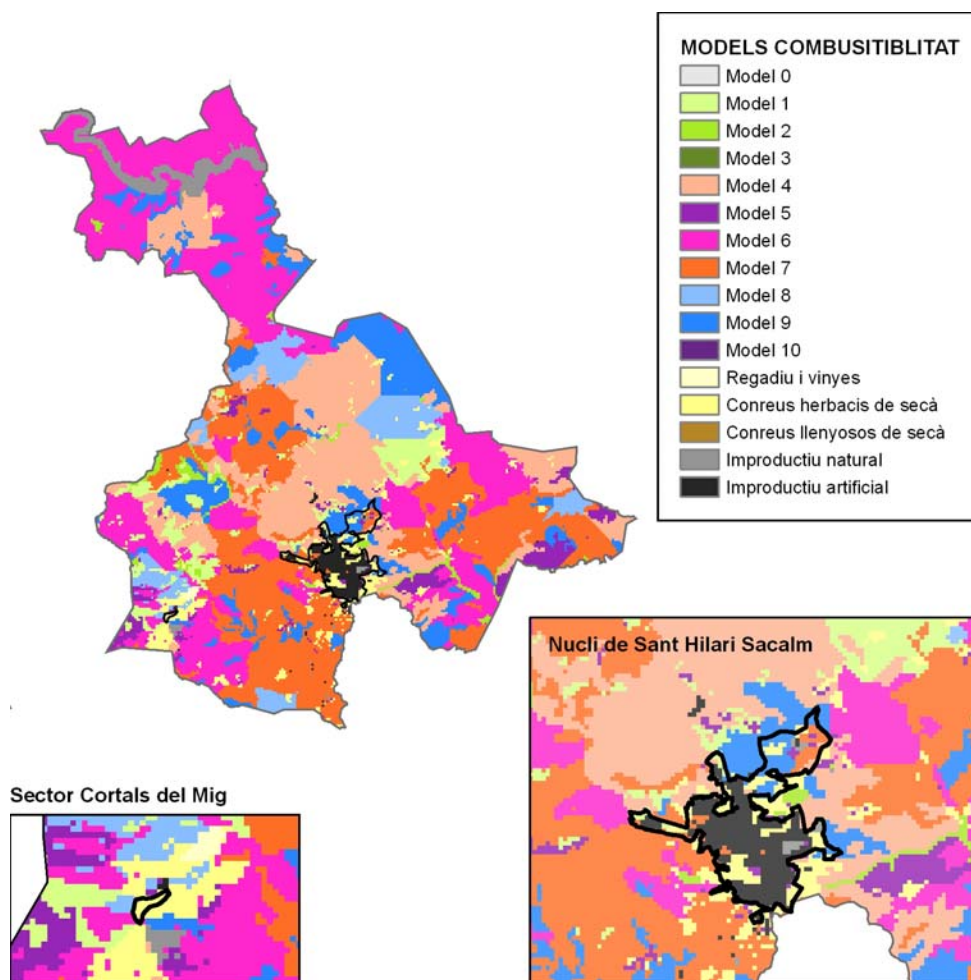 MODELS COMBUSITIBLITAT
Model 0
Model 1
Model 2
Model 3
Model 4
Model 5
Model 6
Model 7
Model 8
Model 9
Model 10
Regadiu i vinyes
Conreus herbacis de secà
Conreus llenyosos de secà
Improductiu natural
Improductiu artificial
Nucli de Sant Hilari Sacalm
Sector Cortals del Mig